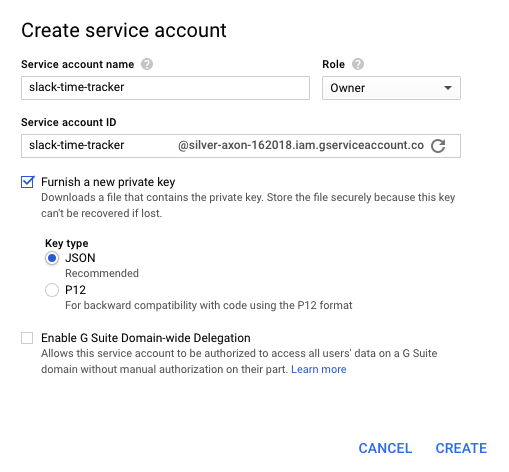 Create service account
Service account name ? Role ?
slack-time-tracker Owner
Service account ID
slack-time-tracker @silver-axon-162018.iam.gserviceaccount.co
Furnish a new private key
Downloads a file that contains the private key. Store the file securely because this key
can't be recovered if lost.
Key type
JSON
Recommended
P12
For backward compatibility with code using the P12 format
Enable G Suite Domain-wide Delegation
Allows this service account to be authorized to access all users' data on a G Suite
domain without manual authorization on their part. Learn more
CANCEL CREATE